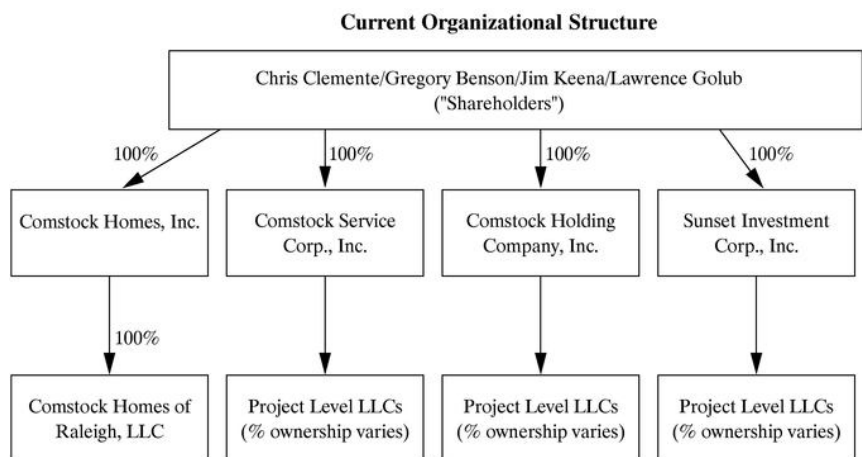 Current Organizational Structure
Chris Clemente/Gregory Benson/Jim Keena/Lawrence Golub
("Shareholders")
100%
100%
100%
100%
Comstock Homes, Inc.
Comstock Service
Corp., Inc.
Comstock Holding
Company, Inc.
Sunset Investment
Corp., Inc.
100%
Comstock Homes of
Raleigh, LLC
Project Level LLCs
(% ownership varies)
Project Level LLCs
(% ownership varies)
Project Level LLCs
(% ownership varies)